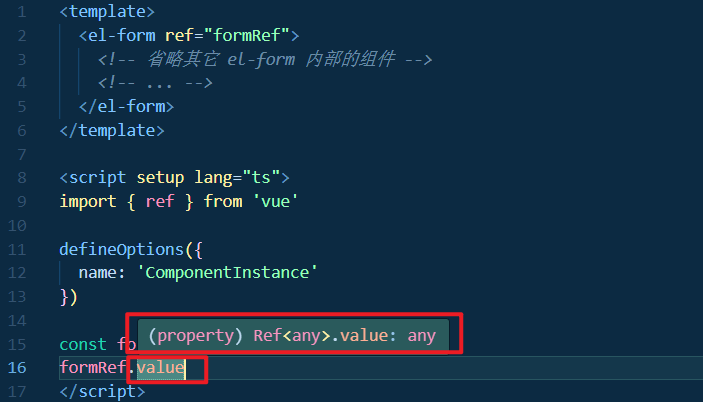 1 <template>
2 <el-form ref="formRef">
3 <!-- 省略其它 el-form 内部的组件 -->
4 <!-- ... -->
5 </el-form>
6 </template>
7
8 <script setup lang="ts">
9 import { ref } from 'vue'
10
11 defineOptions({
12 name: 'ComponentInstance'
13 })
14
(property) Ref<any>.value: any
15 const fo
16 formRef.value
17 </script>